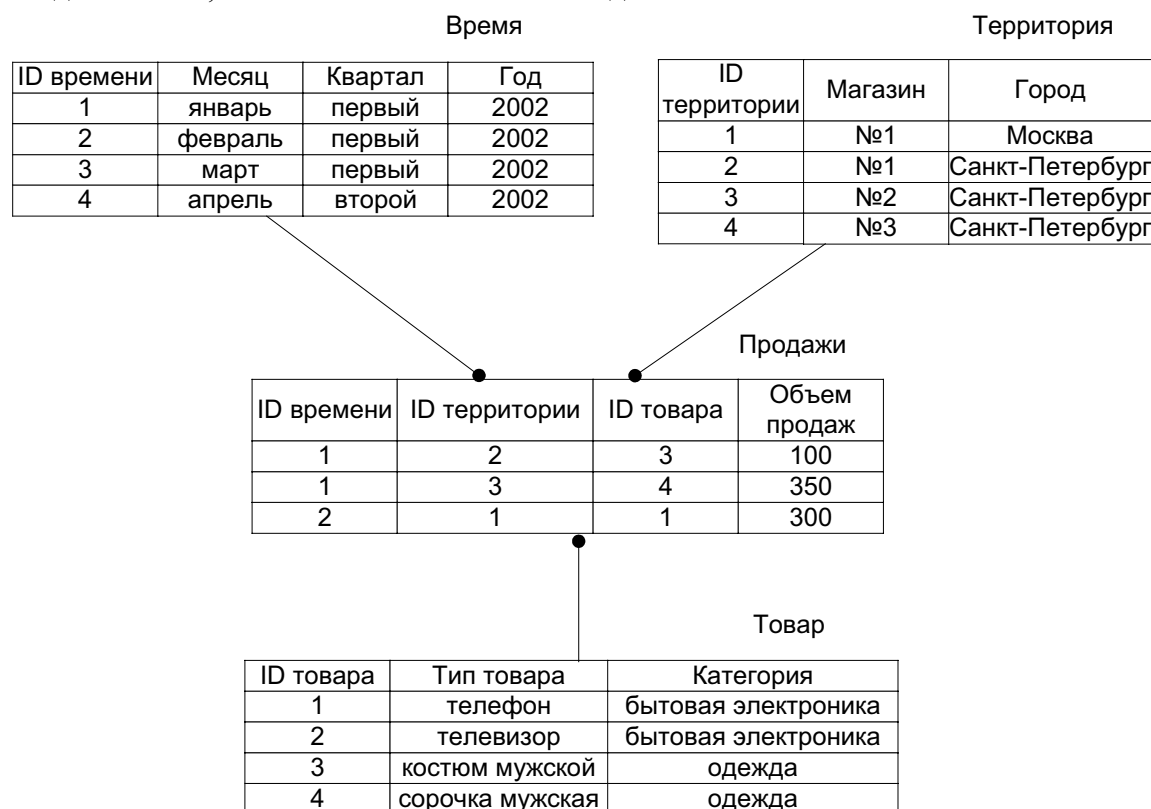 Время
ID времени Месяц Квартал Год
1 январь первый 2002
2 февраль первый 2002
3 март первый 2002
4 апрель второй 2002
Территория
ID территории Магазин Город
1 №1 Москва
2 №1 Санкт-Петербург
3 №2 Санкт-Петербург
4 №3 Санкт-Петербург
Продажи
ID времени ID территории ID товара Объем продаж
1 2 3 100
1 3 4 350
2 1 1 300
Товар
ID товара Тип товара Категория
1 телефон бытовая электроника
2 телевизор бытовая электроника
3 костюм мужской одежда
4 сорочка мужская одежда